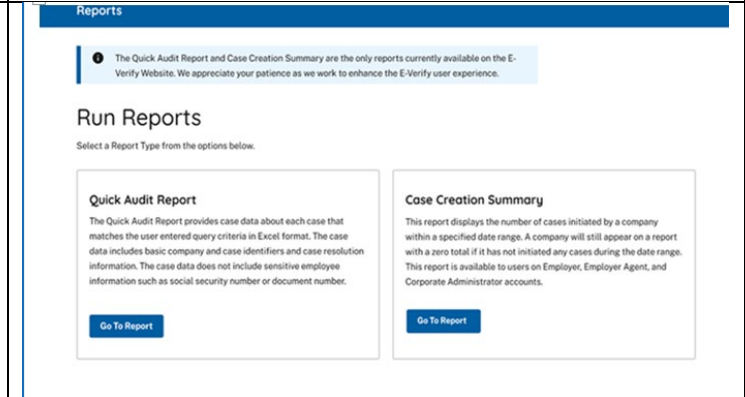 Reports
The Quick Audit Report and Case Creation Summary are the only reports currently available on the E-
Verify Website. We appreciate your patience as we work to enhance the E-Verify user experience.
Run Reports
Select a Report Type from the options below.
Quick Audit Report
The Quick Audit Report provides case data about each case that
matches the user entered query criteria in Excel format. The case
data includes basic company and case identifiers and case resolution
information. The case data does not include sensitive employee
information such as social security number or document number.
Go To Report
Case Creation Summary
This report displays the number of cases initiated by a company
within a specified date range. A company will still appear on a report
with a zero total if it has not initiated any cases during the date range.
This report is available to users on Employer, Employer Agent, and
Corporate Administrator accounts.
Go To Report